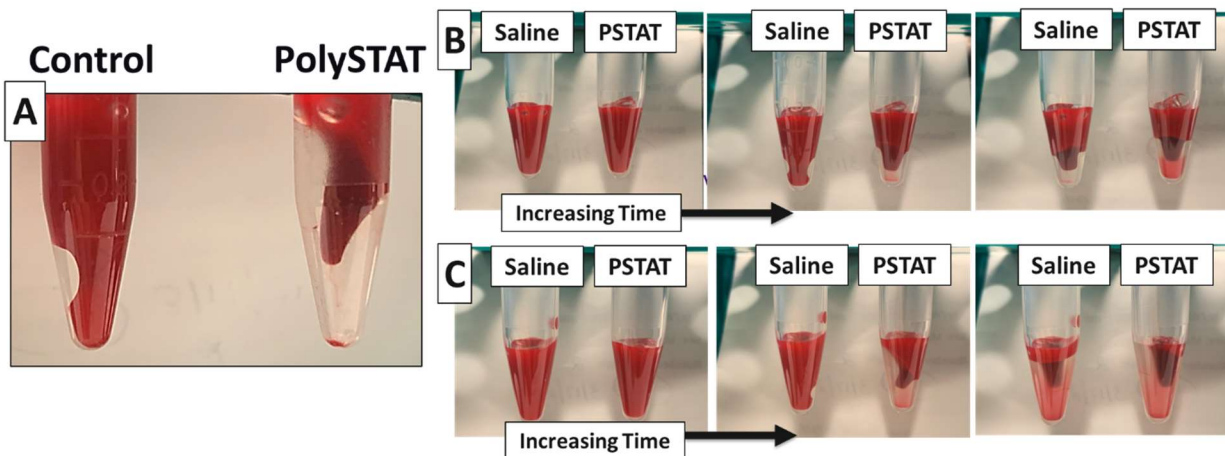 Control PolySTAT
A
B
Saline PSTAT
Saline PSTAT
Saline PSTAT
Increasing Time
C
Saline PSTAT
Saline PSTAT
Saline PSTAT
Increasing Time